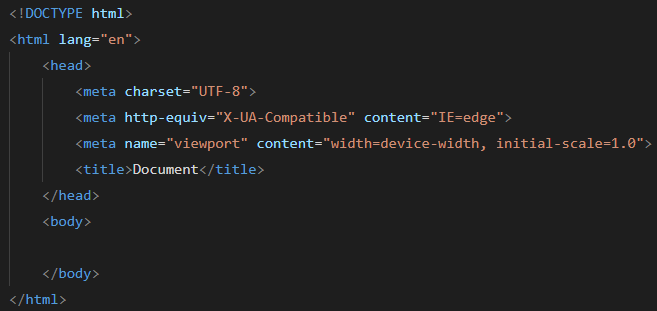 <!DOCTYPE html>
<html lang="en">
    <head>
        <meta charset="UTF-8">
        <meta http-equiv="X-UA-Compatible" content="IE=edge">
        <meta name="viewport" content="width=device-width, initial-scale=1.0">
        <title>Document</title>
    </head>
    <body>

    </body>
</html>